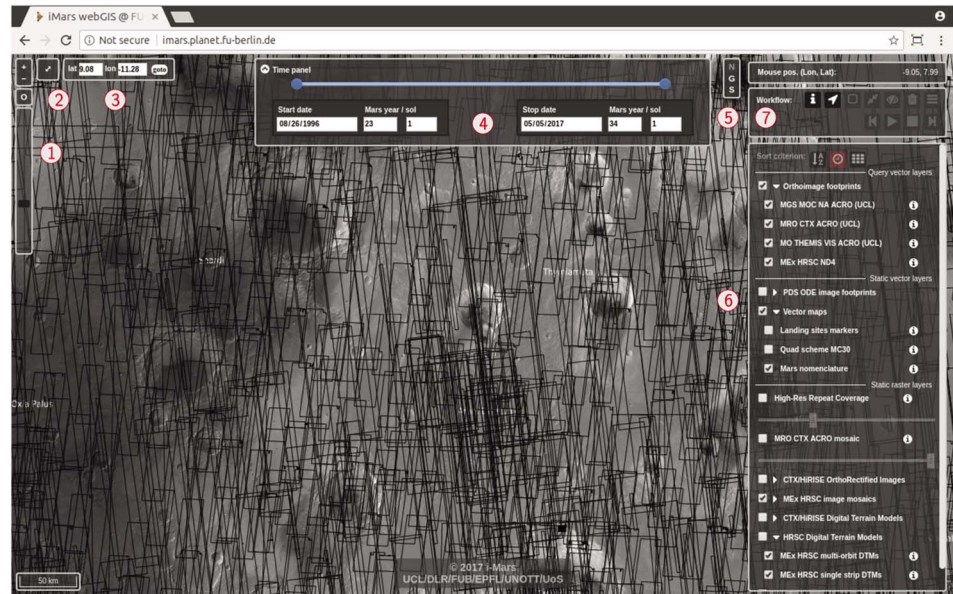 iMars webGIS @ FU
Not secure | imars.planet.fu-berlin.de
lat 9.08 lon -11.28 goto
Time panel
Start date Mars year / sol
08/26/1996 23 1
Stop date Mars year / sol
05/05/2017 34 1
N
G
S
Mouse pos. (Lon, Lat): -9.05, 7.99
Workflow:
1
2
3
4
5
6
7
Sort criterion:
Query vector layers
Orthoimage footprints
MGS MOC NA ACRO (UCL)
MRO CTX ACRO (UCL)
MO THEMIS VIS ACRO (UCL)
MEx HRSC ND4
Static vector layers
PDS ODE image footprints
Vector maps
Landing sites markers
Quad scheme MC30
Mars nomenclature
Static raster layers
High-Res Repeat Coverage
MRO CTX ACRO mosaic
CTX/HiRISE OrthoRectified Images
MEx HRSC image mosaics
CTX/HiRISE Digital Terrain Models
HRSC Digital Terrain Models
MEx HRSC multi-orbit DTMs
MEx HRSC single strip DTMs
Oxia Palus
50 km
© 2017 i-Mars
UCL/DLR/FUB/EPFL/UNOTT/UoS